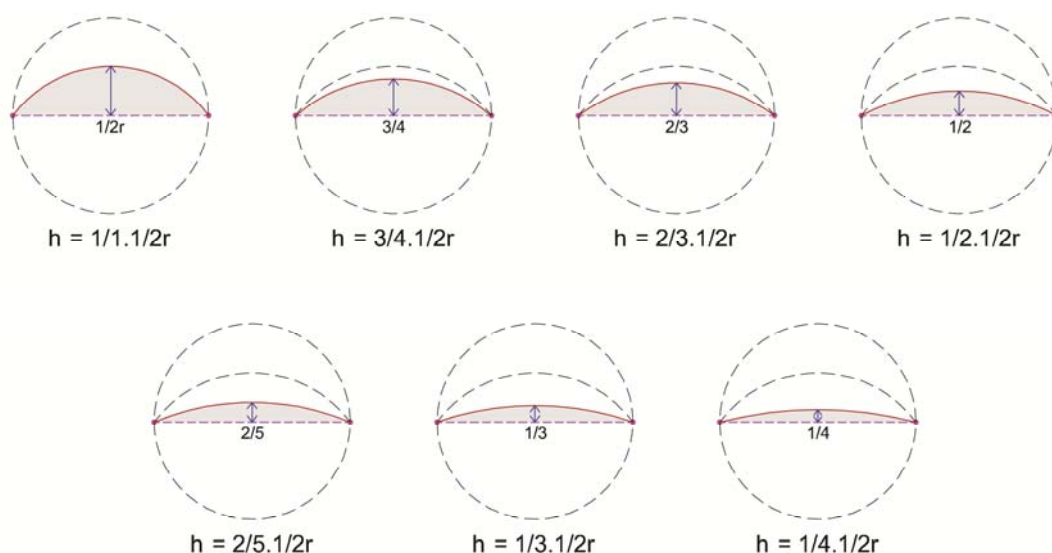 1/2r
3/4
2/3
1/2
h = 1/1.1/2r
h = 3/4.1/2r
h = 2/3.1/2r
h = 1/2.1/2r
2/5
1/3
1/4
h = 2/5.1/2r
h = 1/3.1/2r
h = 1/4.1/2r